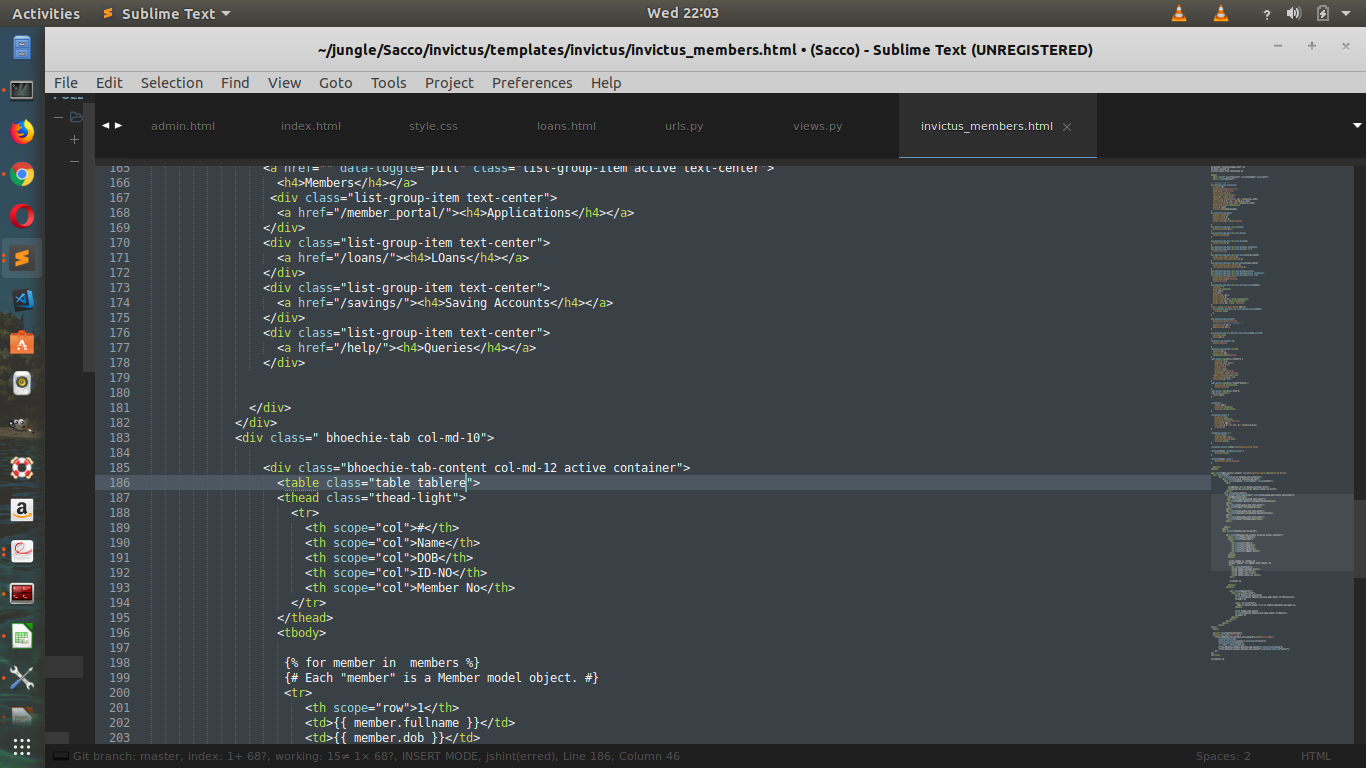 Activities Sublime Text Wed 22:03
~/jungle/Sacco/invictus/templates/invictus/invictus_members.html • (Sacco) - Sublime Text (UNREGISTERED)
File Edit Selection Find View Goto Tools Project Preferences Help
admin.html index.html style.css loans.html urls.py views.py invictus_members.html
165 <a href="" data-toggle="pill" class="list-group-item active text-center">
166 <h4>Members</h4></a>
167 <div class="list-group-item text-center">
168 <a href="/member_portal/"><h4>Applications</h4></a>
169 </div>
170 <div class="list-group-item text-center">
171 <a href="/loans/"><h4>LOans</h4></a>
172 </div>
173 <div class="list-group-item text-center">
174 <a href="/savings/"><h4>Saving Accounts</h4></a>
175 </div>
176 <div class="list-group-item text-center">
177 <a href="/help/"><h4>Queries</h4></a>
178 </div>
179
180
181 </div>
182 </div>
183 <div class=" bhoechie-tab col-md-10">
184
185 <div class="bhoechie-tab-content col-md-12 active container">
186 <table class="table tablere">
187 <thead class="thead-light">
188 <tr>
189 <th scope="col">#</th>
190 <th scope="col">Name</th>
191 <th scope="col">DOB</th>
192 <th scope="col">ID-NO</th>
193 <th scope="col">Member No</th>
194 </tr>
195 </thead>
196 <tbody>
197
198 {% for member in  members %}
199 {# Each "member" is a Member model object. #}
200 <tr>
201 <th scope="row">1</th>
202 <td>{{ member.fullname }}</td>
203 <td>{{ member.dob }}</td>
Git branch: master, index: 1+ 68?, working: 15≠ 1× 68?, INSERT MODE, jshint(erred), Line 186, Column 46 Spaces: 2 HTML